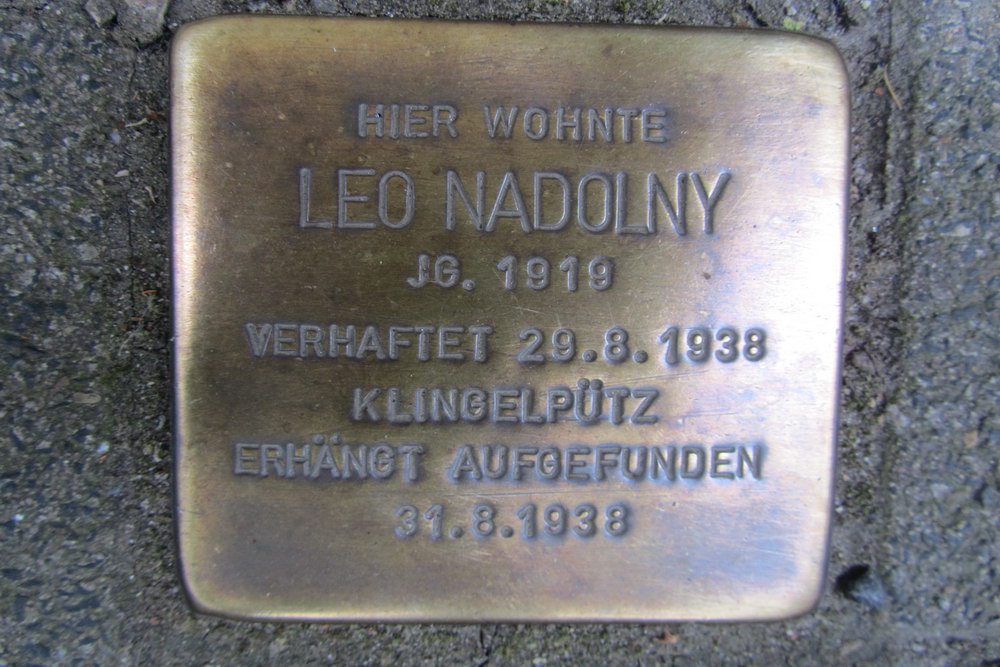 HIER WOHNTE
LEO NADOLNY
JG. 1919
VERHAFTET 29.8.1938
KLINGELPÜTZ
ERHÄNGT AUFGEFUNDEN
31.8.1938